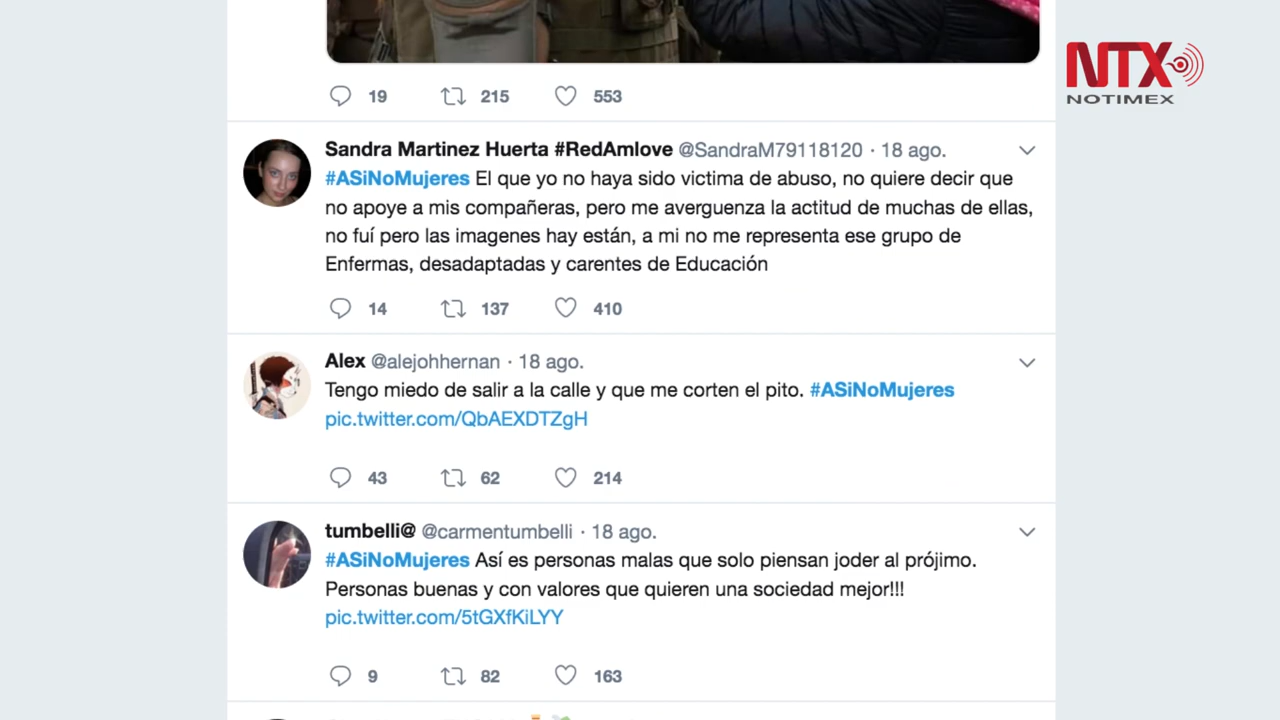 NTX
NOTIMEX
19 215 553
Sandra Martinez Huerta #RedAmlove @SandraM79118120 · 18 ago.
#ASiNoMujeres El que yo no haya sido victima de abuso, no quiere decir que
no apoye a mis compañeras, pero me averguenza la actitud de muchas de ellas,
no fuí pero las imagenes hay están, a mi no me representa ese grupo de
Enfermas, desadaptadas y carentes de Educación
14 137 410
Alex @alejohhernan · 18 ago.
Tengo miedo de salir a la calle y que me corten el pito. #ASiNoMujeres
pic.twitter.com/QbAEXDTZgH
43 62 214
tumbelli@ @carmentumbelli · 18 ago.
#ASiNoMujeres Así es personas malas que solo piensan joder al prójimo.
Personas buenas y con valores que quieren una sociedad mejor!!!
pic.twitter.com/5tGXfKiLYY
9 82 163